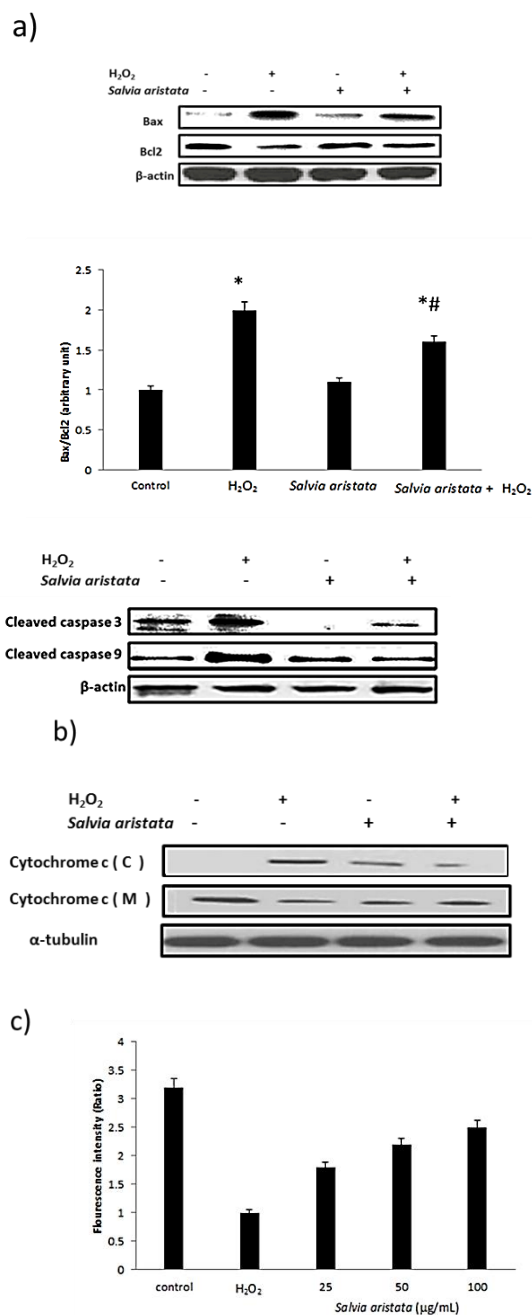 a)
H₂O₂ - + - +
Salvia aristata - - + +
Bax
Bcl2
β-actin
Bax/Bcl2 (arbitrary unit)
2.5
2
1.5
1
0.5
0
* *#
Control H₂O₂ Salvia aristata Salvia aristata + H₂O₂
H₂O₂ - + - +
Salvia aristata - - + +
Cleaved caspase 3
Cleaved caspase 9
β-actin
b)
H₂O₂ - + - +
Salvia aristata - - + +
Cytochrome c ( C )
Cytochrome c ( M )
α-tubulin
c)
Flourescence intensity (Ratio)
4
3.5
3
2.5
2
1.5
1
0.5
0
control H₂O₂ 25 50 100
Salvia aristata (µg/mL)